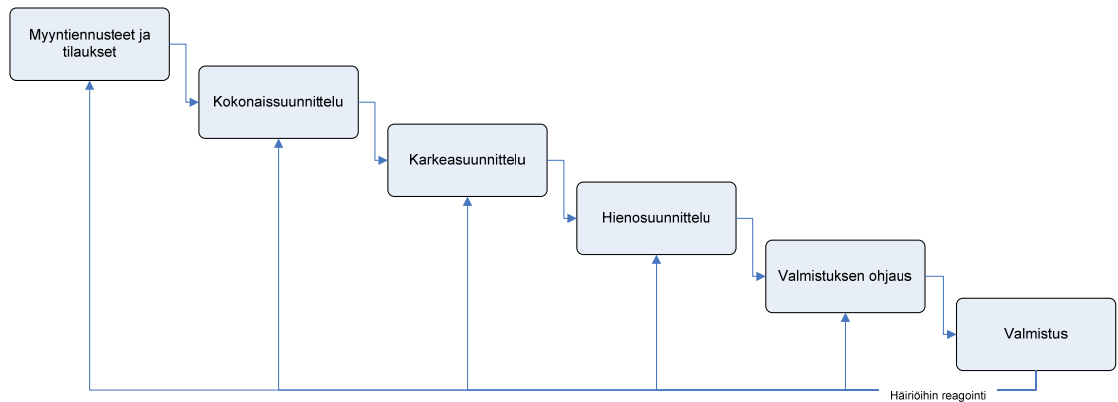 Myyntiennusteet ja
tilaukset
Kokonaissuunnittelu
Karkeasuunnittelu
Hienosuunnittelu
Valmistuksen ohjaus
Valmistus
Häiriöihin reagointi